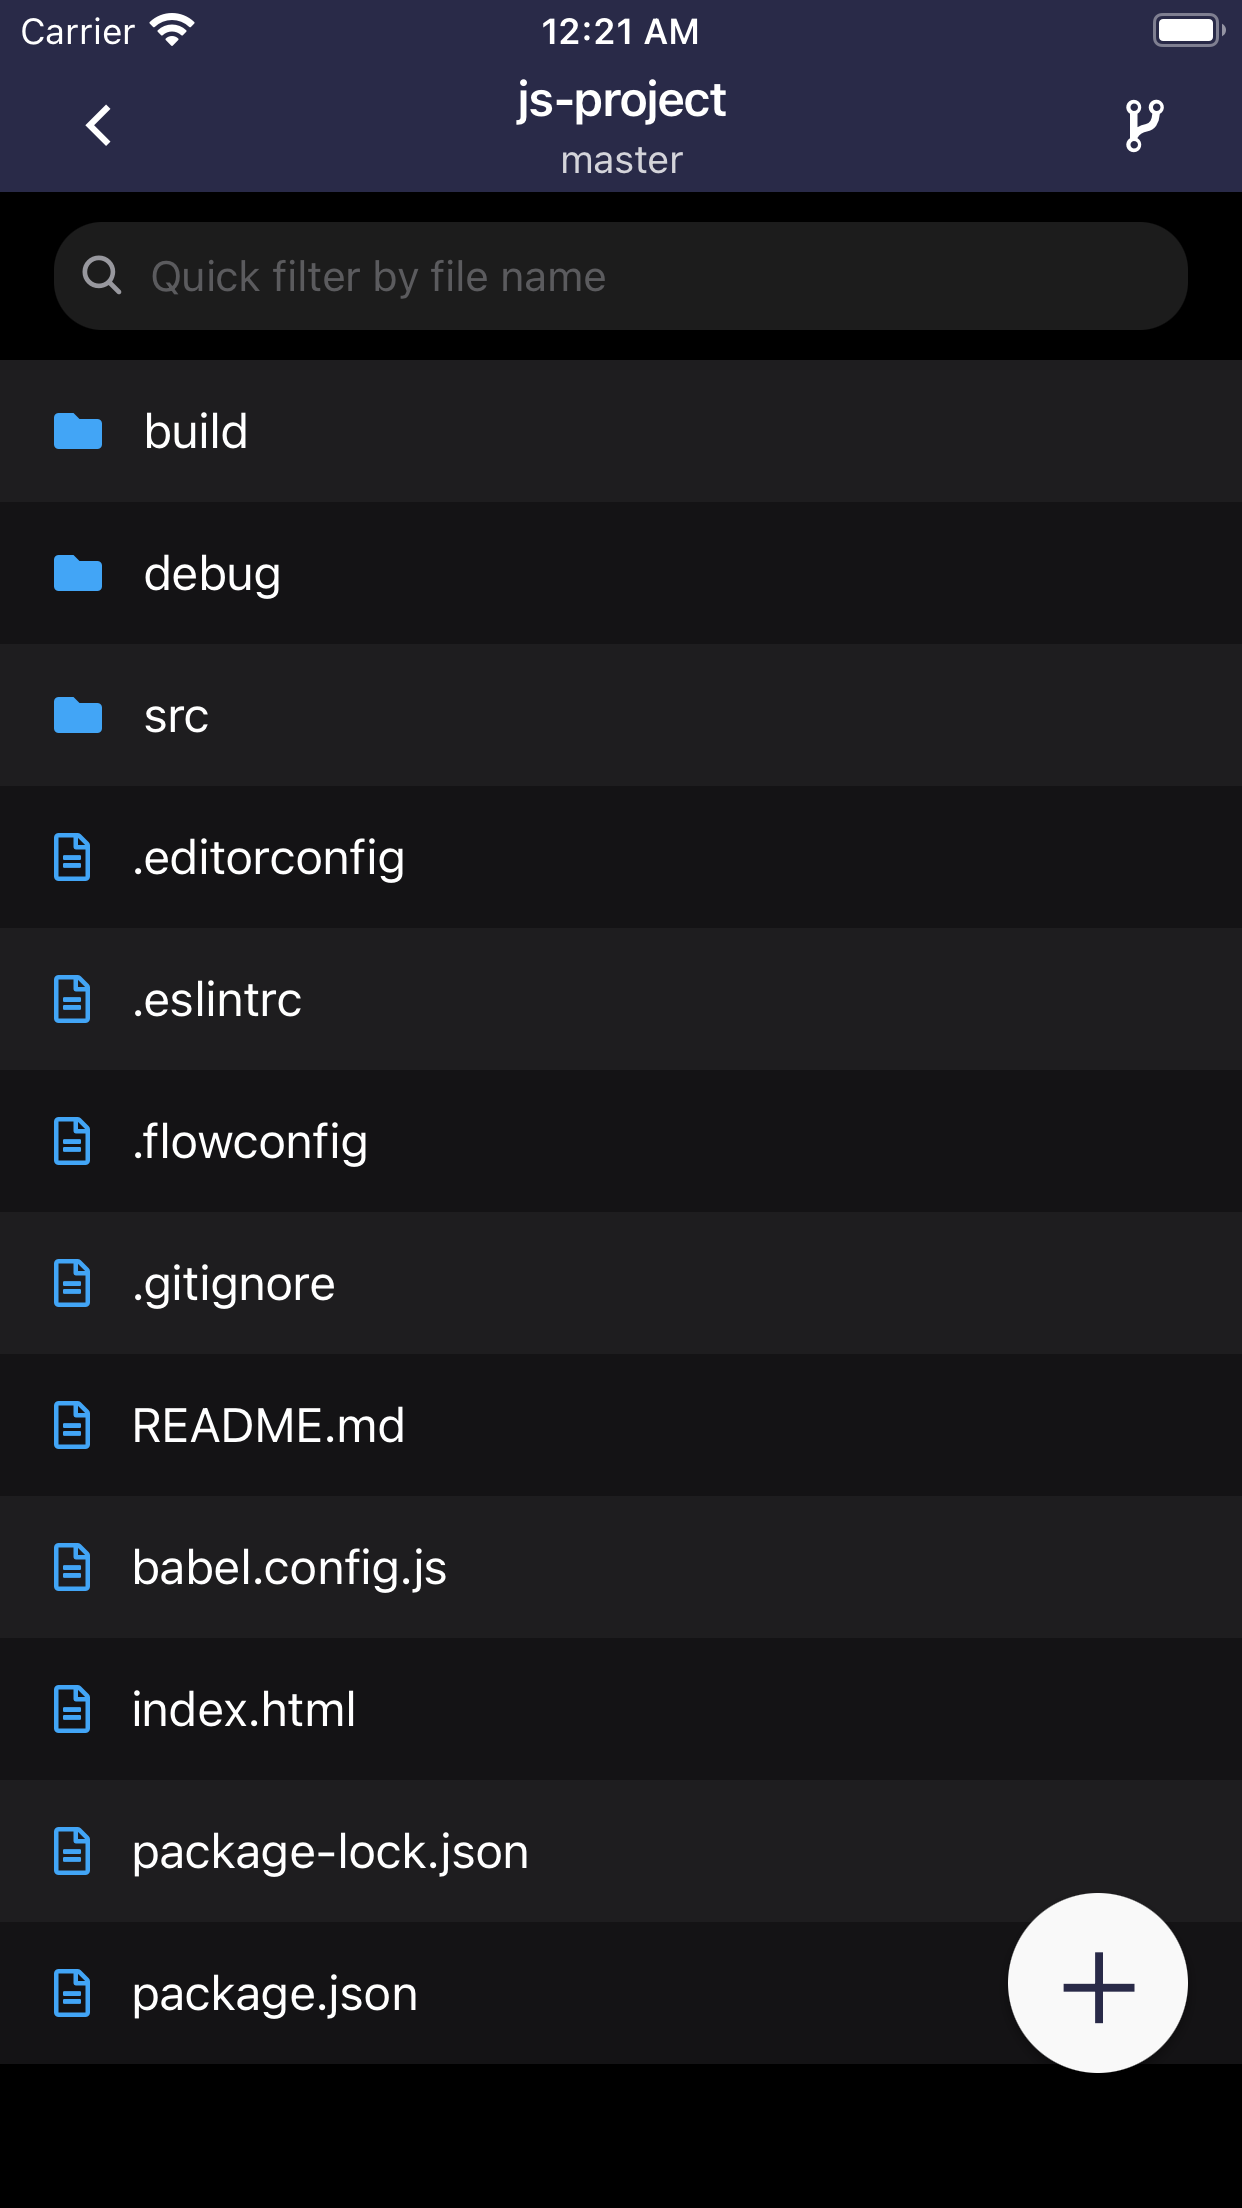 Carrier 12:21 AM
js-project
master
Quick filter by file name
build
debug
src
.editorconfig
.eslintrc
.flowconfig
.gitignore
README.md
babel.config.js
index.html
package-lock.json
package.json